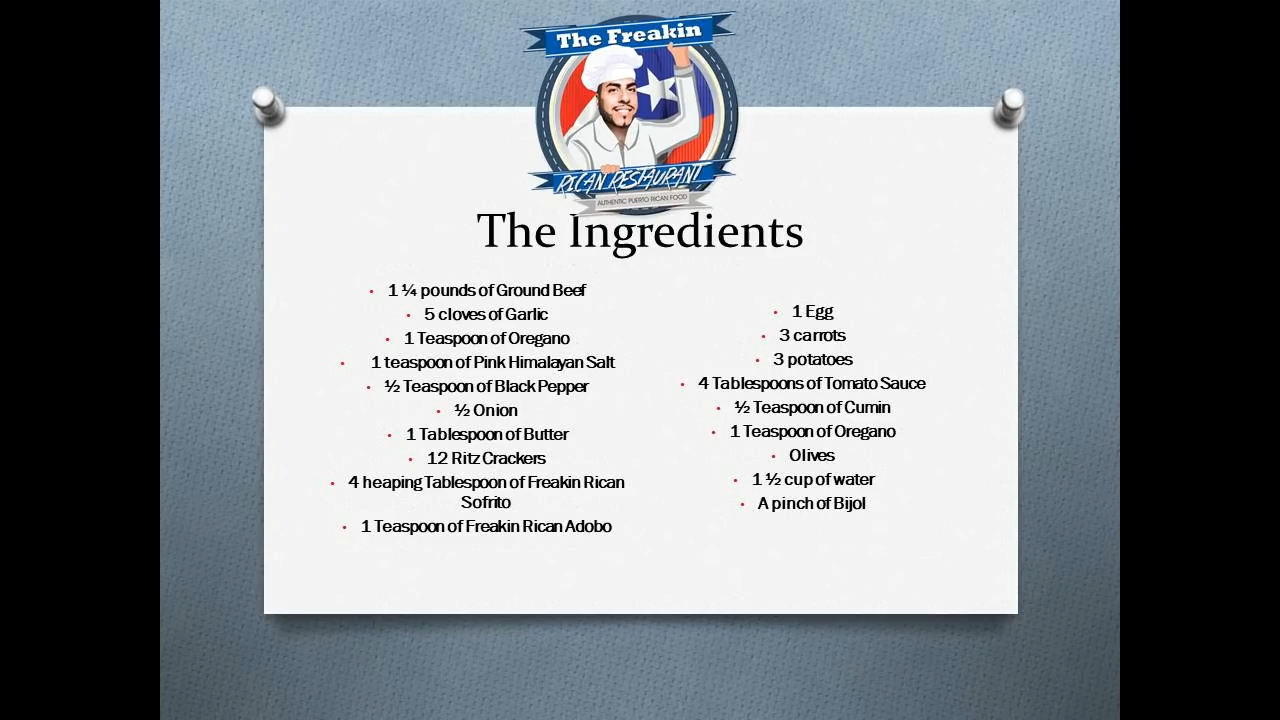 The Freakin
RICAN RESTAURANT
AUTHENTIC PUERTO RICAN FOOD
The Ingredients
• 1 ¼ pounds of Ground Beef
• 5 cloves of Garlic
• 1 Teaspoon of Oregano
• 1 teaspoon of Pink Himalayan Salt
• ½ Teaspoon of Black Pepper
• ½ Onion
• 1 Tablespoon of Butter
• 12 Ritz Crackers
• 4 heaping Tablespoon of Freakin Rican
Sofrito
• 1 Teaspoon of Freakin Rican Adobo
• 1 Egg
• 3 carrots
• 3 potatoes
• 4 Tablespoons of Tomato Sauce
• ½ Teaspoon of Cumin
• 1 Teaspoon of Oregano
• Olives
• 1 ½ cup of water
• A pinch of Bijol